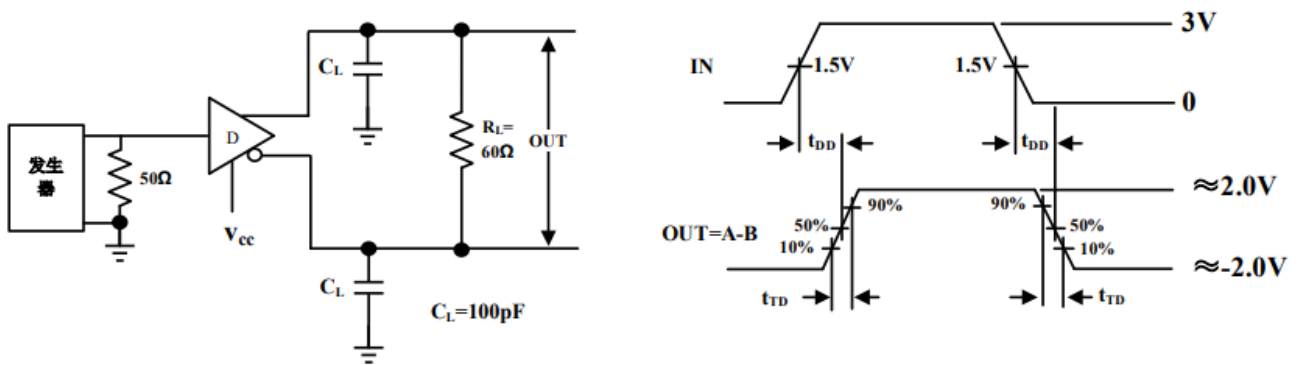 发生
器
50Ω
D
Vcc
CL
CL
RL=
60Ω
OUT
CL=100pF
IN
1.5V
1.5V
3V
0
tDD
tDD
OUT=A-B
90%
50%
10%
90%
50%
10%
≈2.0V
≈-2.0V
tTD
tTD